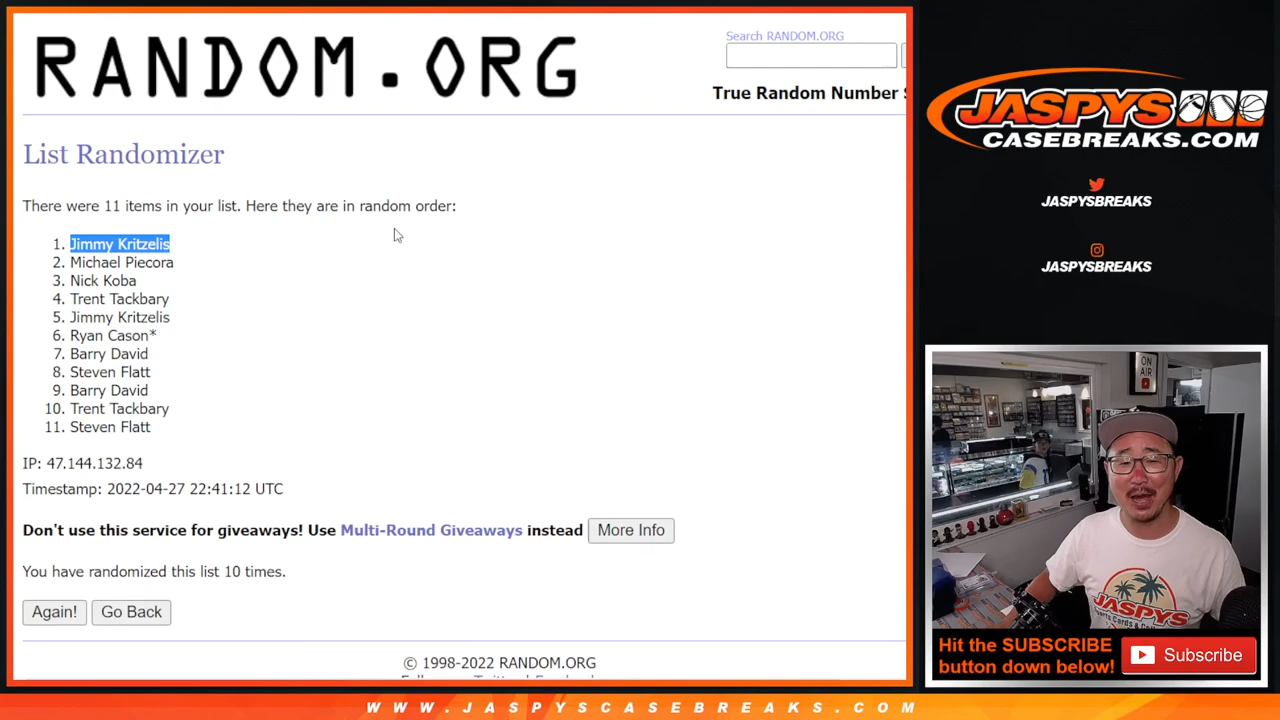 RANDOM.ORG
Search RANDOM.ORG
True Random Number
List Randomizer
There were 11 items in your list. Here they are in random order:
1. Jimmy Kritzelis
2. Michael Piecora
3. Nick Koba
4. Trent Tackbary
5. Jimmy Kritzelis
6. Ryan Cason*
7. Barry David
8. Steven Flatt
9. Barry David
10. Trent Tackbary
11. Steven Flatt
IP: 47.144.132.84
Timestamp: 2022-04-27 22:41:12 UTC
Don't use this service for giveaways! Use Multi-Round Giveaways instead More Info
You have randomized this list 10 times.
Again! Go Back
© 1998-2022 RANDOM.ORG
JASPYS
CASEBREAKS.COM
JASPYSBREAKS
JASPYSBREAKS
ON
AIR
JASPYS
Hit the SUBSCRIBE
button down below!
Subscribe
WWW.JASPYSCASEBREAKS.COM